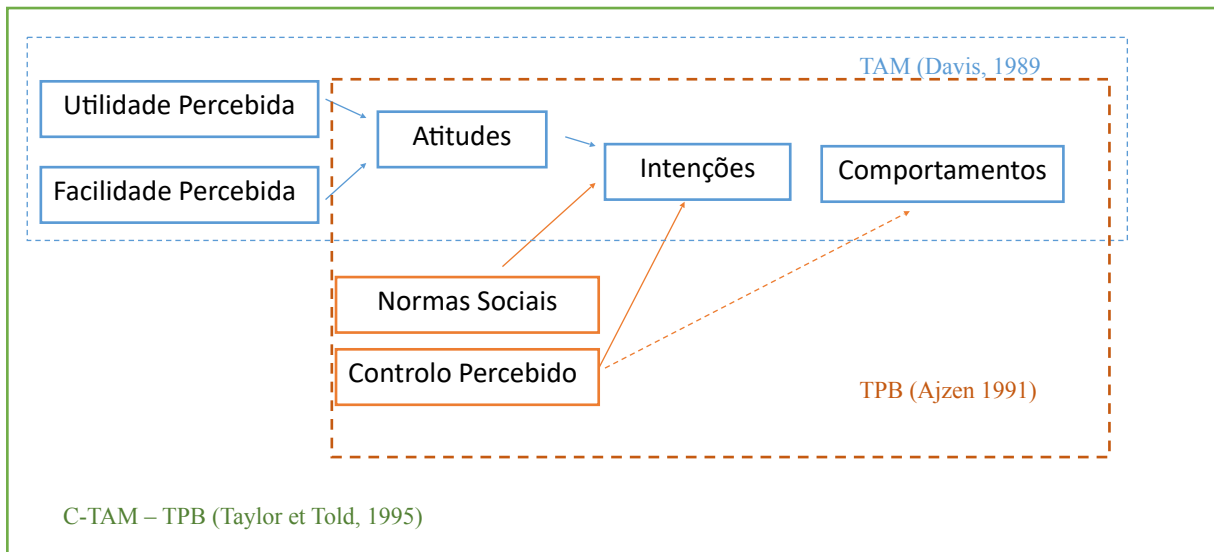 TAM (Davis, 1989
Utilidade Percebida
Atitudes
Intenções
Comportamentos
Facilidade Percebida
Normas Sociais
Controlo Percebido
TPB (Ajzen 1991)
C-TAM – TPB (Taylor et Told, 1995)